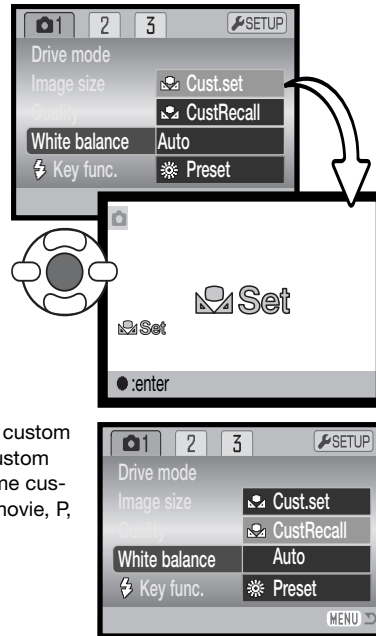 1 2 3 SETUP
Drive mode
Image size Cust.set
Quality CustRecall
White balance Auto
Key func. Preset
Set
Set
:enter
custom
ustom
me cus-
movie, P,
1 2 3 SETUP
Drive mode
Image size Cust.set
Quality CustRecall
White balance Auto
Key func. Preset
MENU